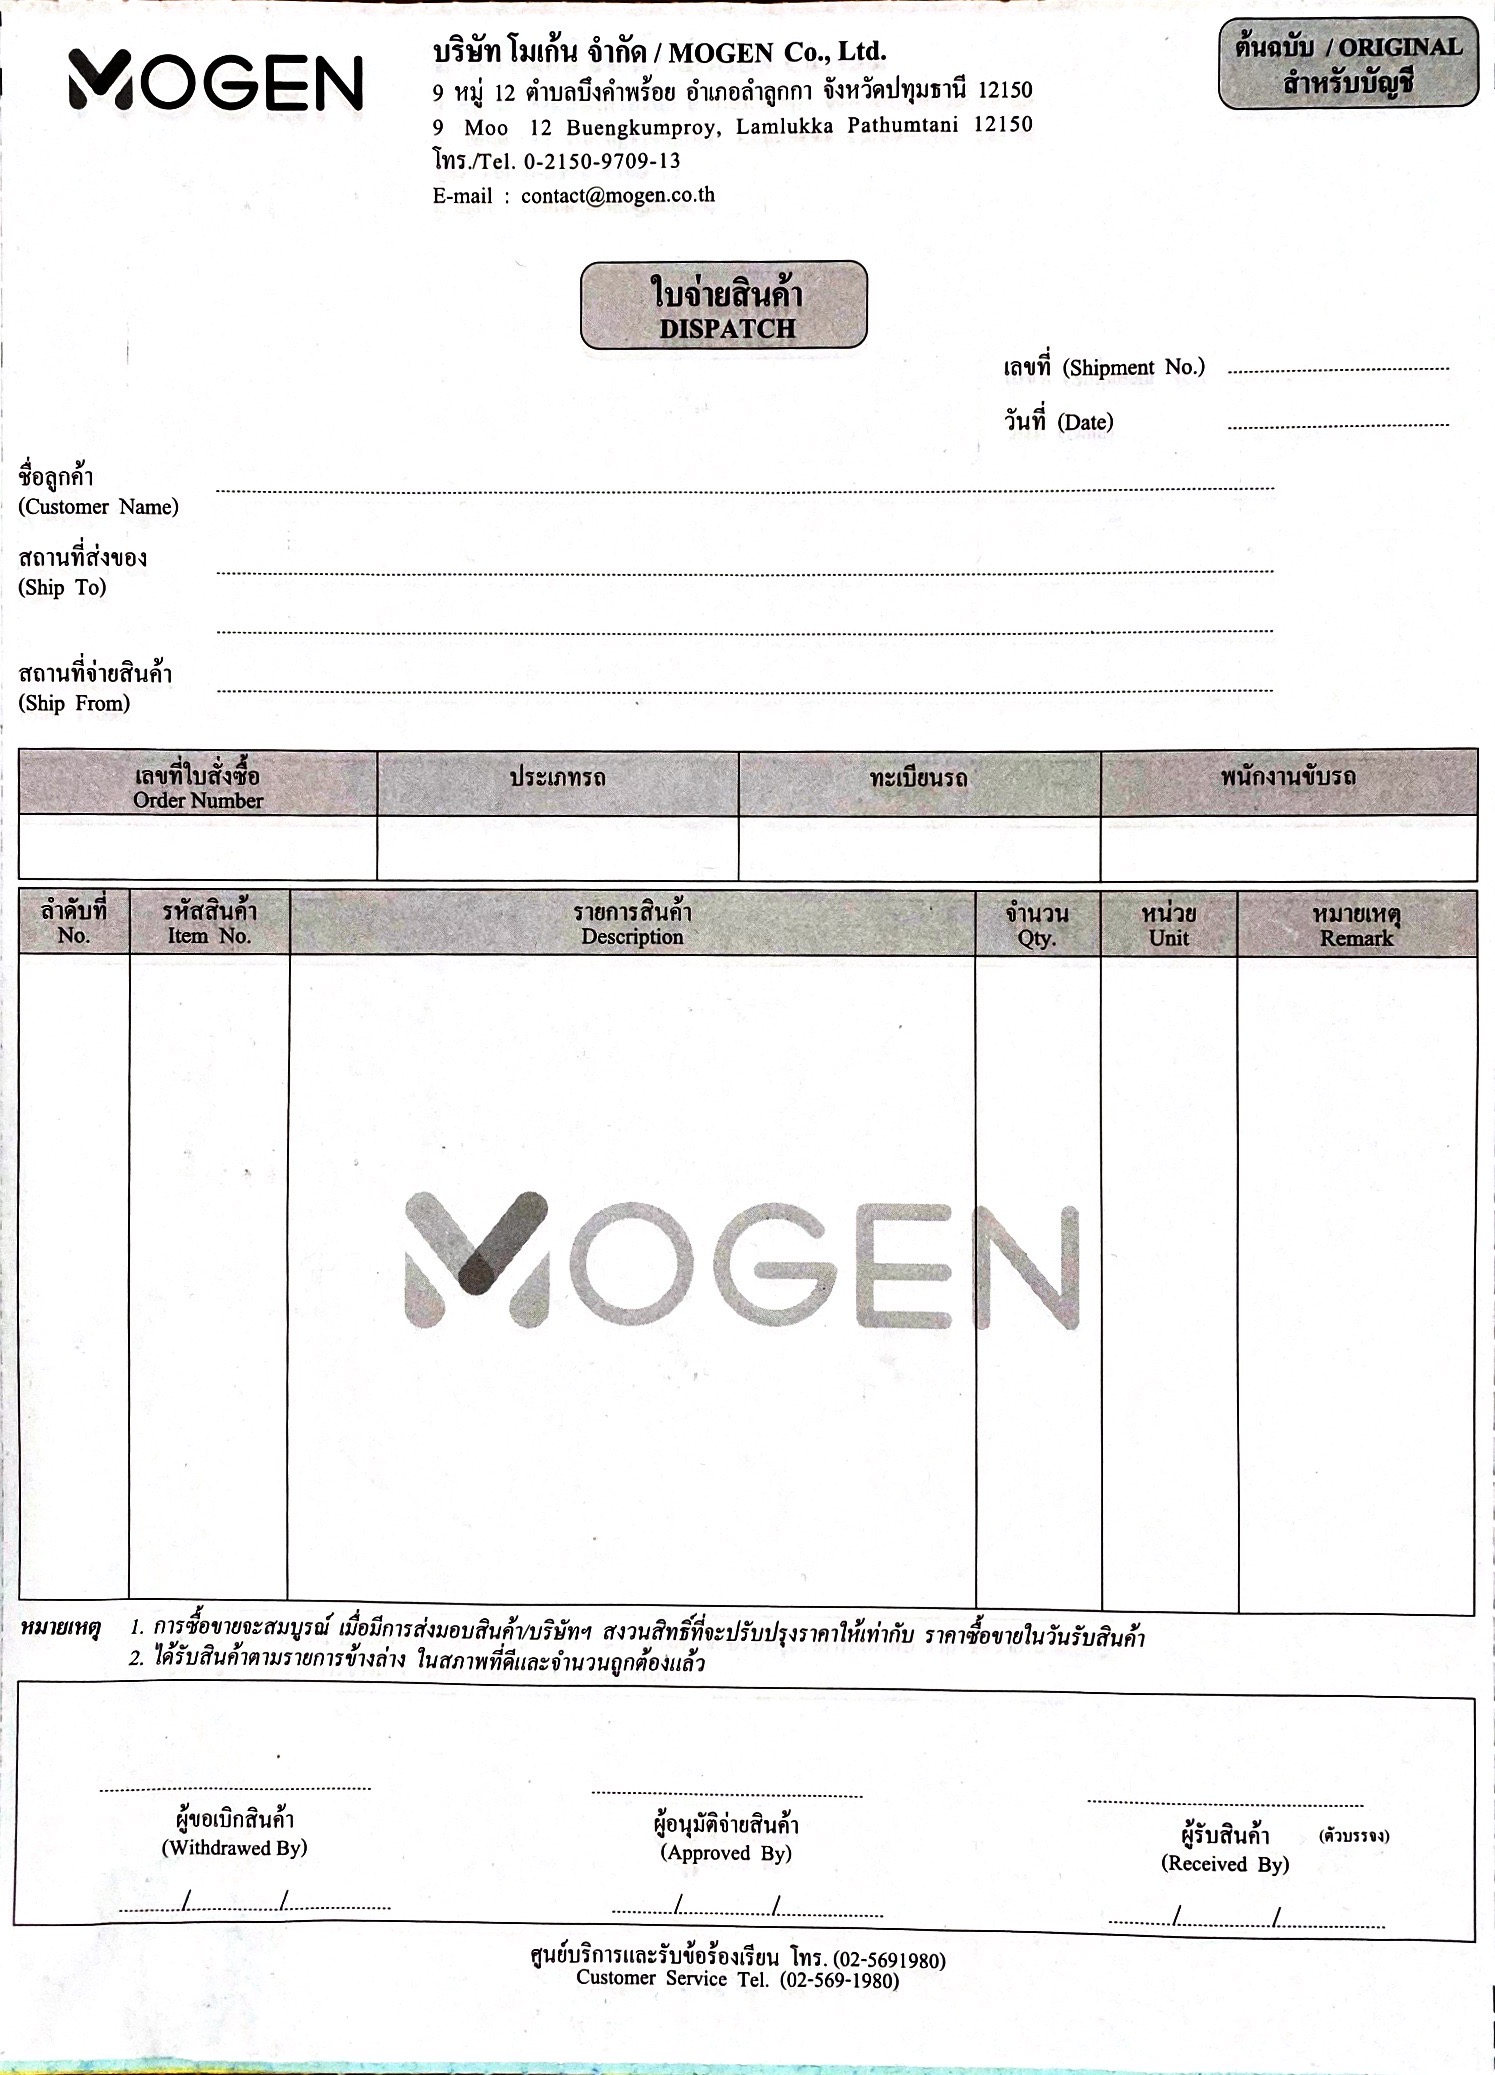 MOGEN
บริษัท โมเก้น จำกัด / MOGEN Co., Ltd.
9 หมู่ 12 ตำบลบึงคำพร้อย อำเภอลำลูกกา จังหวัดปทุมธานี 12150
9 Moo 12 Buengkumproy, Lamlukka Pathumtani 12150
โทร./Tel. 0-2150-9709-13
E-mail : contact@mogen.co.th
ต้นฉบับ / ORIGINAL
สำหรับบัญชี
ใบจ่ายสินค้า
DISPATCH
เลขที่ (Shipment No.)
วันที่ (Date)
ชื่อลูกค้า
(Customer Name)
สถานที่ส่งของ
(Ship To)
สถานที่จ่ายสินค้า
(Ship From)
เลขที่ใบสั่งซื้อ ประเภทรถ ทะเบียนรถ พนักงานขับรถ
Order Number
ลำดับที่ รหัสสินค้า รายการสินค้า จำนวน หน่วย หมายเหตุ
No. Item No. Description Qty. Unit Remark
MOGEN
หมายเหตุ 1. การซื้อขายจะสมบูรณ์ เมื่อมีการส่งมอบสินค้า/บริษัทฯ สงวนสิทธิ์ที่จะปรับปรุงราคาให้เท่ากับ ราคาซื้อขายในวันรับสินค้า
2. ได้รับสินค้าตามรายการข้างล่าง ในสภาพที่ดีและจำนวนถูกต้องแล้ว
ผู้ขอเบิกสินค้า ผู้อนุมัติจ่ายสินค้า ผู้รับสินค้า (ตัวบรรจง)
(Withdrawed By) (Approved By) (Received By)
/ / / / / /
ศูนย์บริการและรับข้อร้องเรียน โทร. (02-5691980)
Customer Service Tel. (02-569-1980)